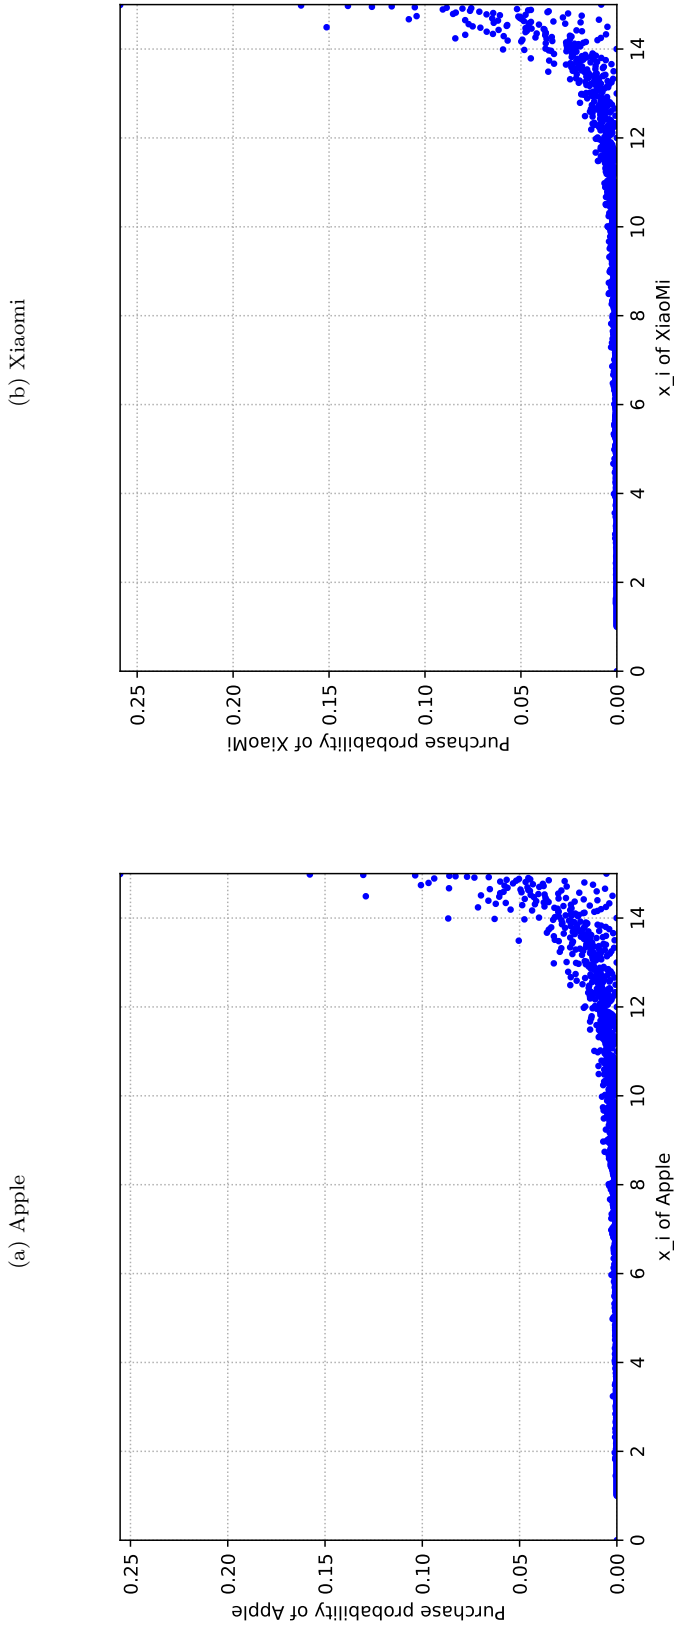 (a) Apple
Purchase probability of Apple
0.25
0.20
0.15
0.10
0.05
0.00
0 2 4 6 8 10 12 14
x_i of Apple
(b) Xiaomi
Purchase probability of XiaoMi
0.25
0.20
0.15
0.10
0.05
0.00
0 2 4 6 8 10 12 14
x_i of XiaoMi